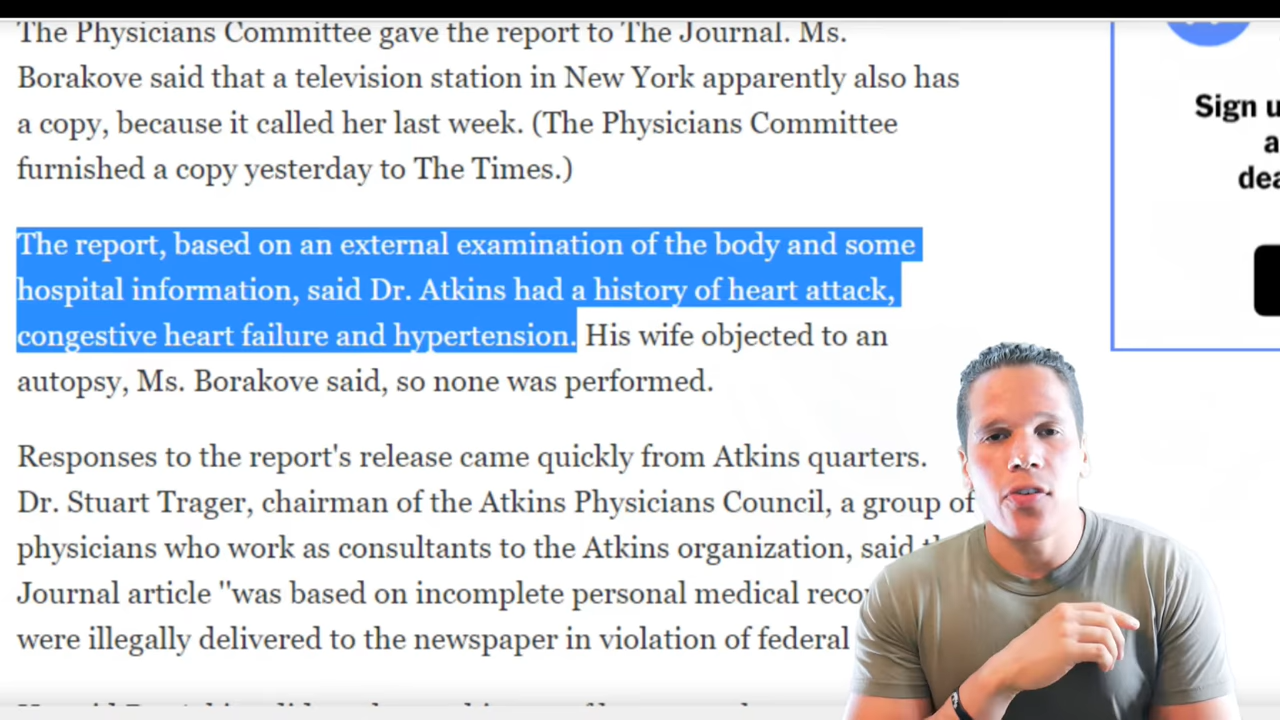 The Physicians Committee gave the report to The Journal. Ms.
Borakove said that a television station in New York apparently also has
a copy, because it called her last week. (The Physicians Committee
furnished a copy yesterday to The Times.)
The report, based on an external examination of the body and some
hospital information, said Dr. Atkins had a history of heart attack,
congestive heart failure and hypertension. His wife objected to an
autopsy, Ms. Borakove said, so none was performed.
Responses to the report's release came quickly from Atkins quarters.
Dr. Stuart Trager, chairman of the Atkins Physicians Council, a group of
physicians who work as consultants to the Atkins organization, said
Journal article "was based on incomplete personal medical
were illegally delivered to the newspaper in violation of federal
Sign